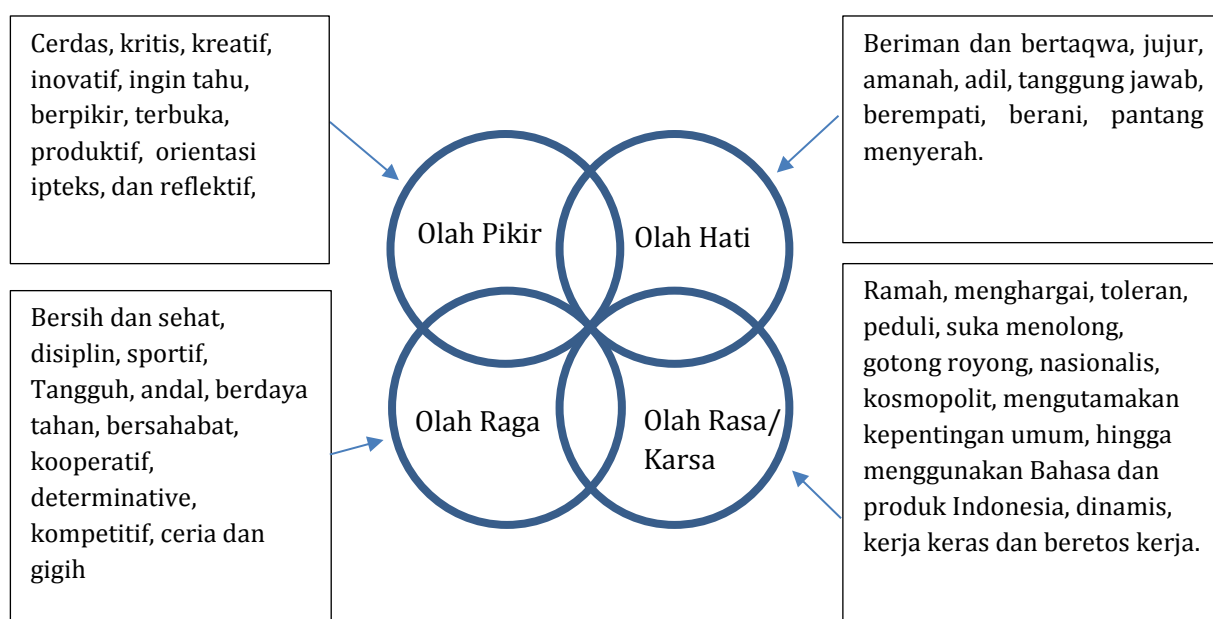 Cerdas, kritis, kreatif,
inovatif, ingin tahu,
berpikir, terbuka,
produktif, orientasi
ipteks, dan reflektif,
Beriman dan bertaqwa, jujur,
amanah, adil, tanggung jawab,
berempati, berani, pantang
menyerah.
Olah Pikir
Olah Hati
Bersih dan sehat,
disiplin, sportif,
Tangguh, andal, berdaya
tahan, bersahabat,
kooperatif,
determinative,
kompetitif, ceria dan
gigih
Olah Raga
Olah Rasa/
Karsa
Ramah, menghargai, toleran,
peduli, suka menolong,
gotong royong, nasionalis,
kosmopolit, mengutamakan
kepentingan umum, hingga
menggunakan Bahasa dan
produk Indonesia, dinamis,
kerja keras dan beretos kerja.